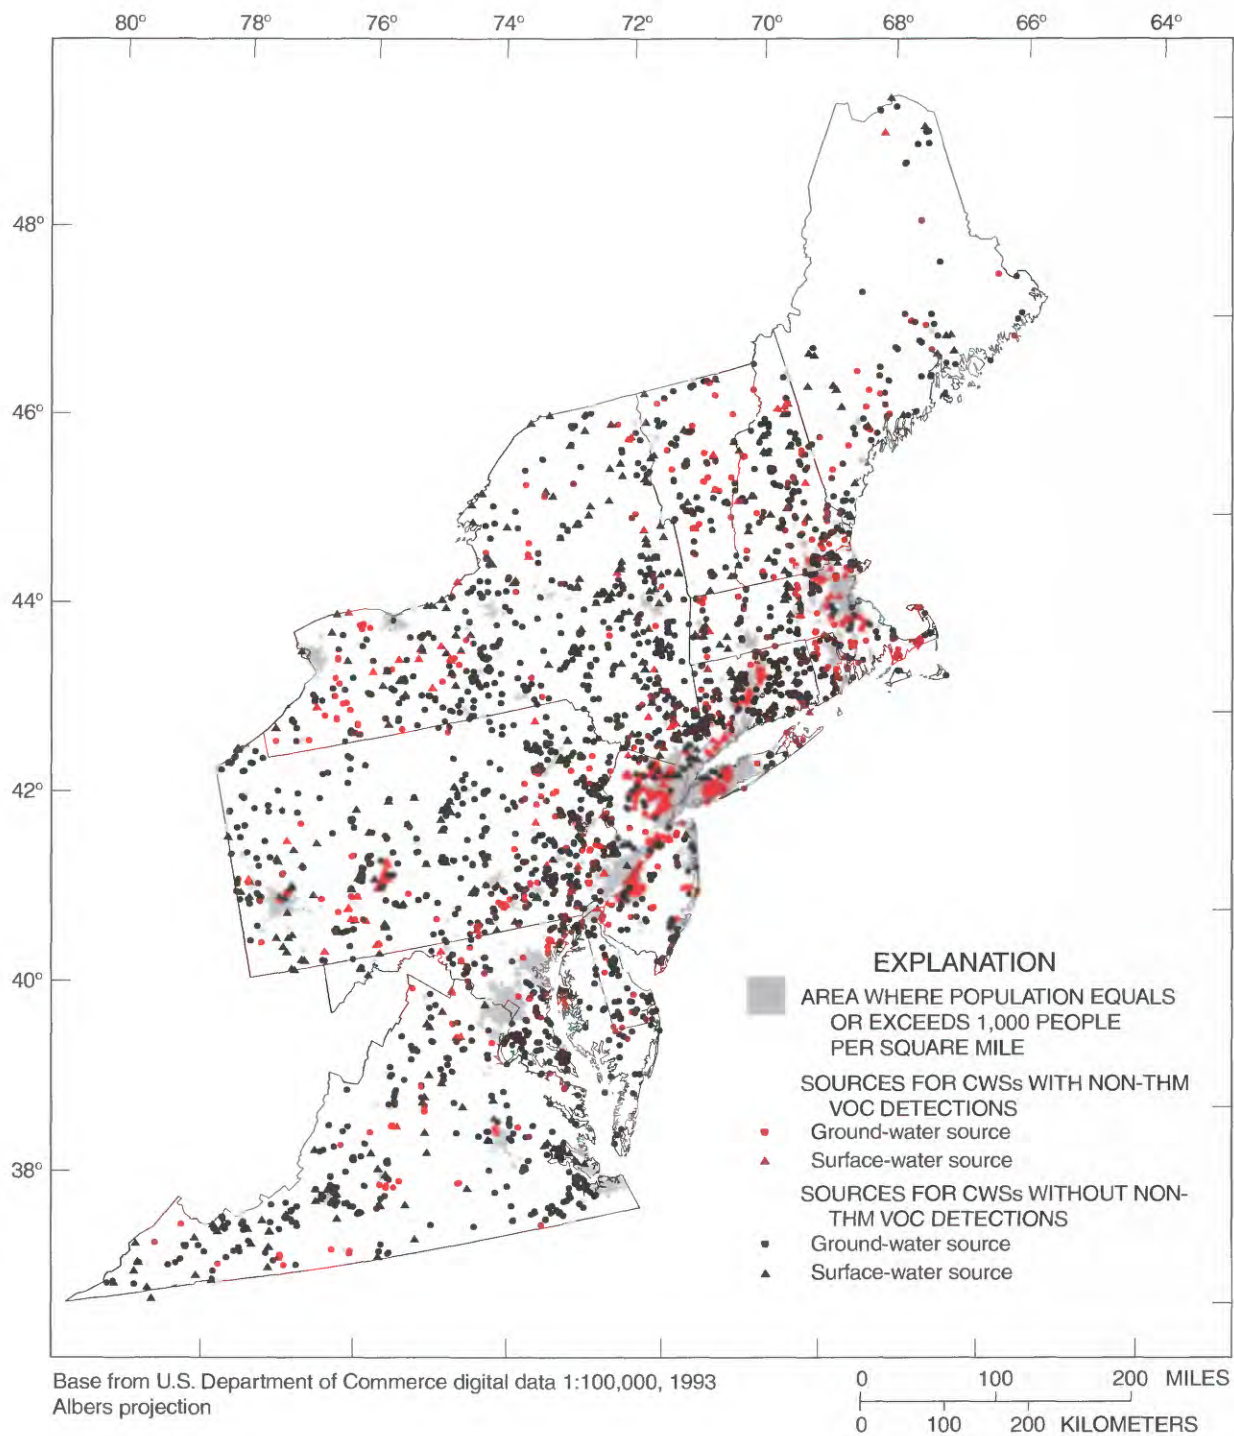 80° 78° 76° 74° 72° 70° 68° 66° 64°
48°
46°
44°
42°
40°
38°
EXPLANATION
AREA WHERE POPULATION EQUALS
OR EXCEEDS 1,000 PEOPLE
PER SQUARE MILE
SOURCES FOR CWSs WITH NON-THM
VOC DETECTIONS
Ground-water source
Surface-water source
SOURCES FOR CWSs WITHOUT NON-
THM VOC DETECTIONS
Ground-water source
Surface-water source
Base from U.S. Department of Commerce digital data 1:100,000, 1993
Albers projection
0 100 200 MILES
0 100 200 KILOMETERS